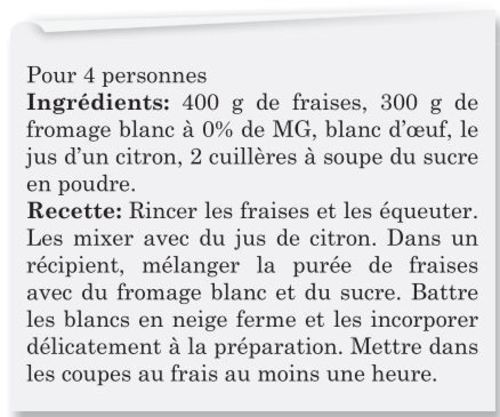 Pour 4 personnes
Ingrédients: 400 g de fraises, 300 g de
fromage blanc à 0% de MG, blanc d'œuf, le
jus d'un citron, 2 cuillères à soupe du sucre
en poudre.
Recette: Rincer les fraises et les équeuter.
Les mixer avec du jus de citron. Dans un
récipient, mélanger la purée de fraises
avec du fromage blanc et du sucre. Battre
les blancs en neige ferme et les incorporer
délicatement à la préparation. Mettre dans
les coupes au frais au moins une heure.